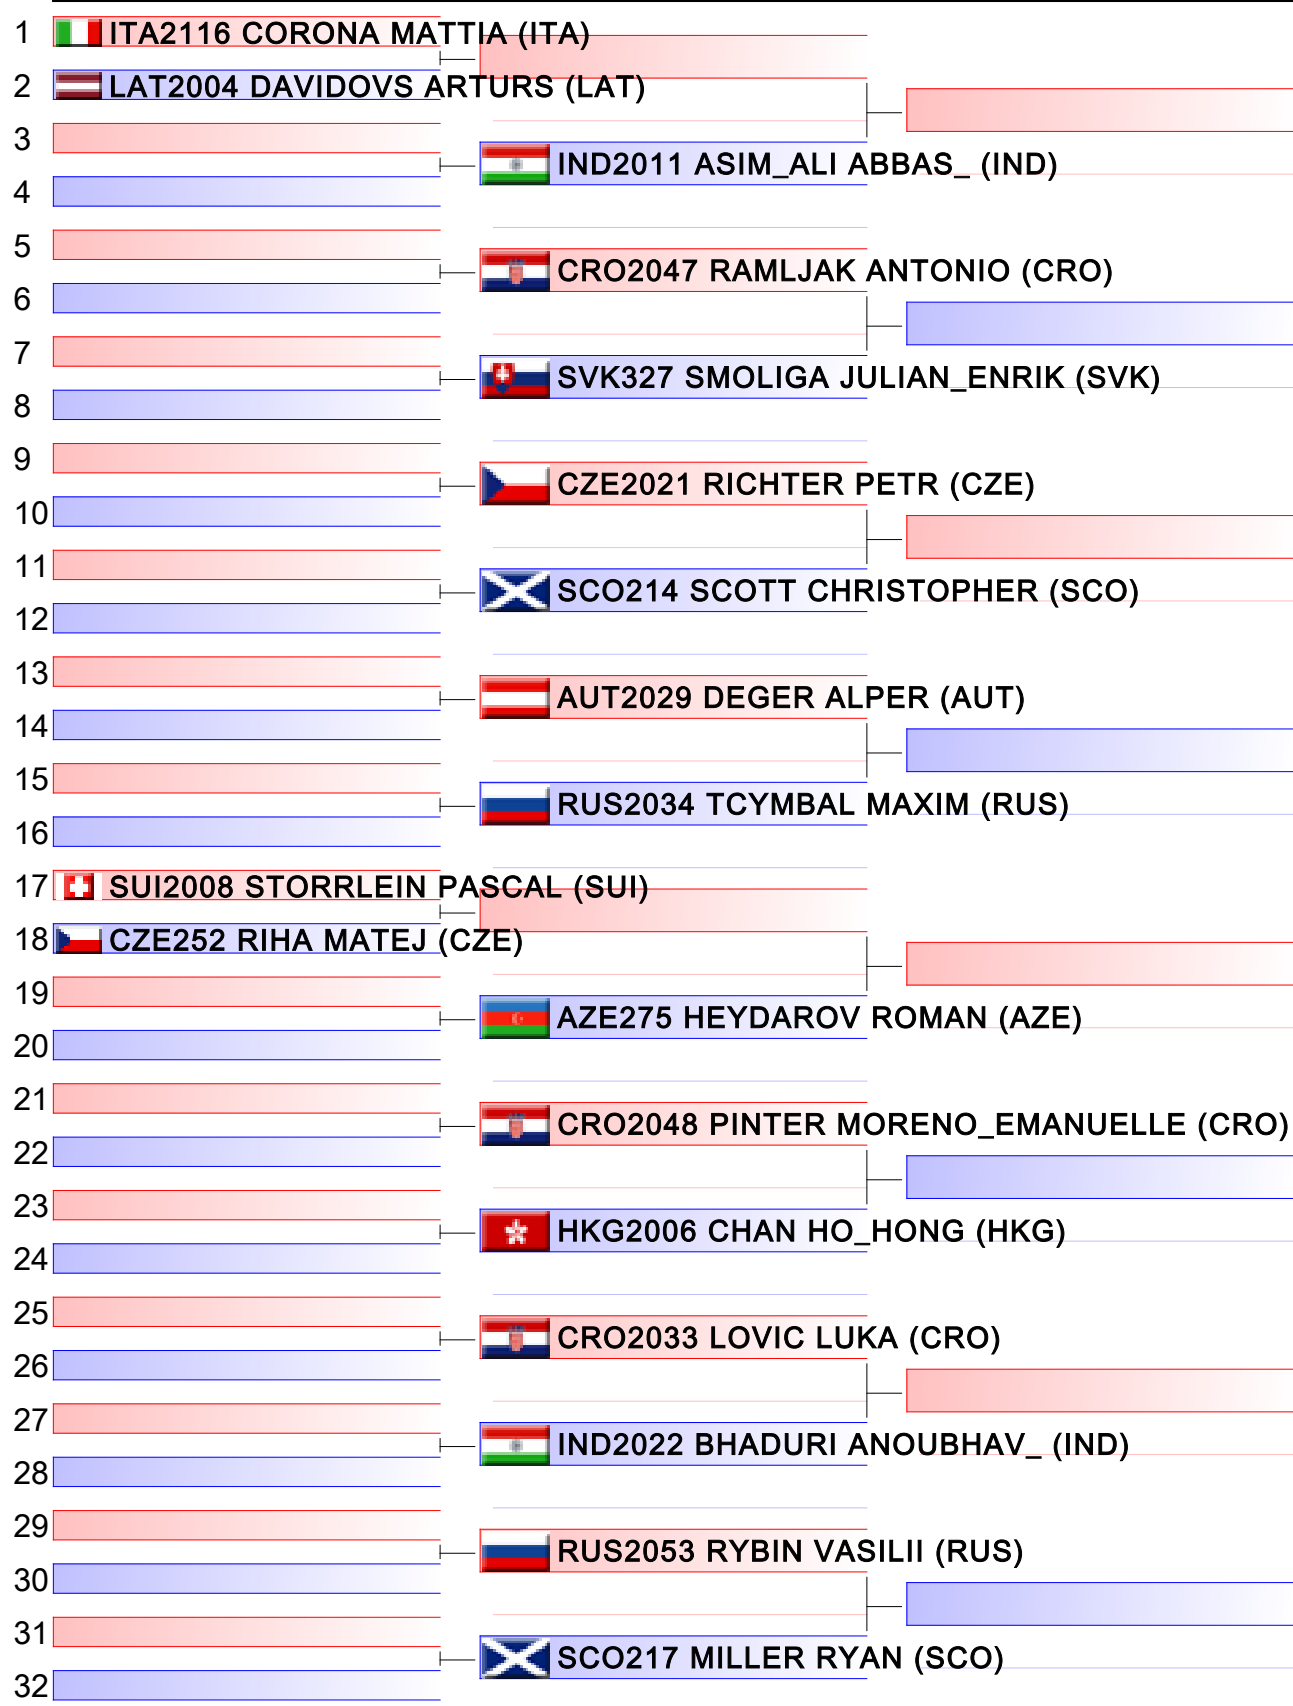 1 ITA2116 CORONA MATTIA (ITA)
2 LAT2004 DAVIDOVS ARTURS (LAT)
3
IND2011 ASIM_ALI ABBAS_ (IND)
4
5
CRO2047 RAMLJAK ANTONIO (CRO)
6
7
SVK327 SMOLIGA JULIAN_ENRIK (SVK)
8
9
CZE2021 RICHTER PETR (CZE)
10
11
SCO214 SCOTT CHRISTOPHER (SCO)
12
13
AUT2029 DEGER ALPER (AUT)
14
15
RUS2034 TCYMBAL MAXIM (RUS)
16
17 SUI2008 STORRLEIN PASCAL (SUI)
18 CZE252 RIHA MATEJ (CZE)
19
AZE275 HEYDAROV ROMAN (AZE)
20
21
CRO2048 PINTER MORENO_EMANUELLE (CRO)
22
23
HKG2006 CHAN HO_HONG (HKG)
24
25
CRO2033 LOVIC LUKA (CRO)
26
27
IND2022 BHADURI ANOUBHAV_ (IND)
28
29
RUS2053 RYBIN VASILII (RUS)
30
31
SCO217 MILLER RYAN (SCO)
32